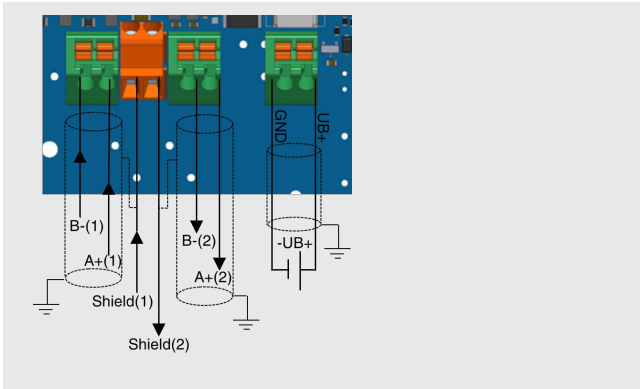 GND
UB+
B-(1)
A+(1)
Shield(1)
Shield(2)
B-(2)
A+(2)
-UB+